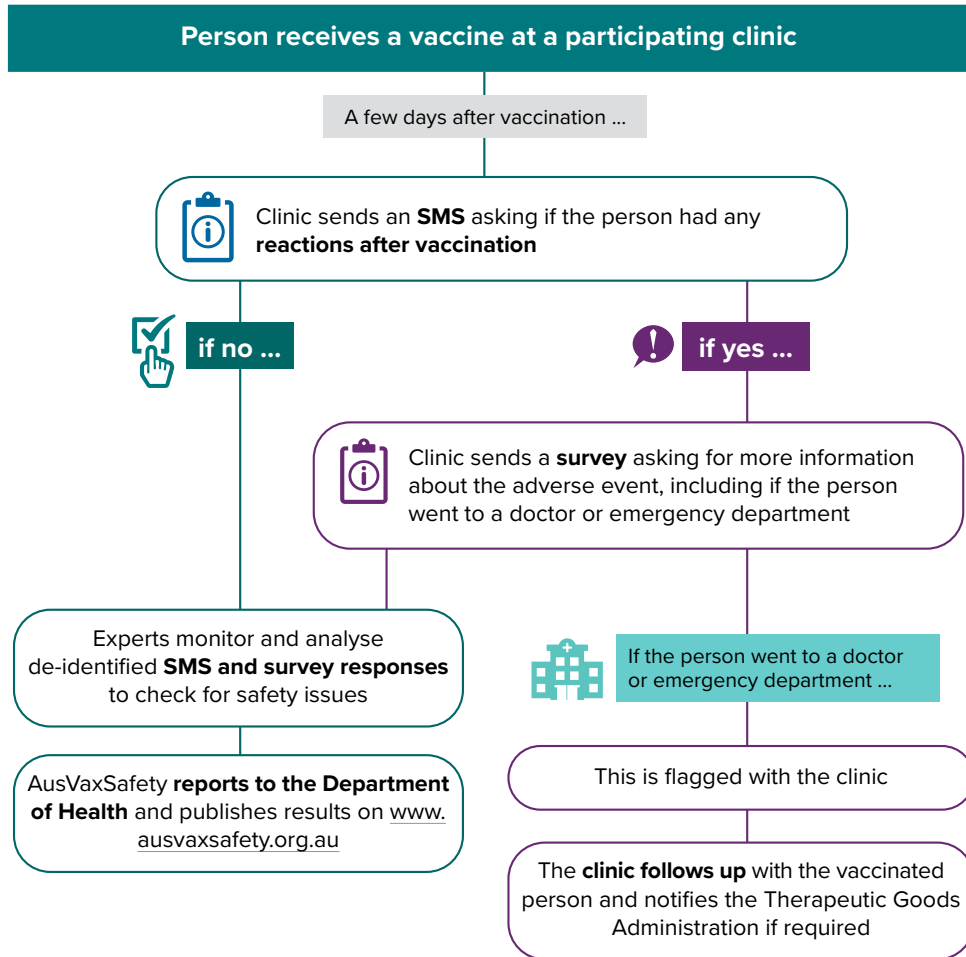 Person receives a vaccine at a participating clinic
A few days after vaccination ...
Clinic sends an SMS asking if the person had any
reactions after vaccination
if no ...
if yes ...
Clinic sends a survey asking for more information
about the adverse event, including if the person
went to a doctor or emergency department
Experts monitor and analyse
de-identified SMS and survey responses
to check for safety issues
If the person went to a doctor
or emergency department ...
AusVaxSafety reports to the Department
of Health and publishes results on www.
ausvaxsafety.org.au
This is flagged with the clinic
The clinic follows up with the vaccinated
person and notifies the Therapeutic Goods
Administration if required